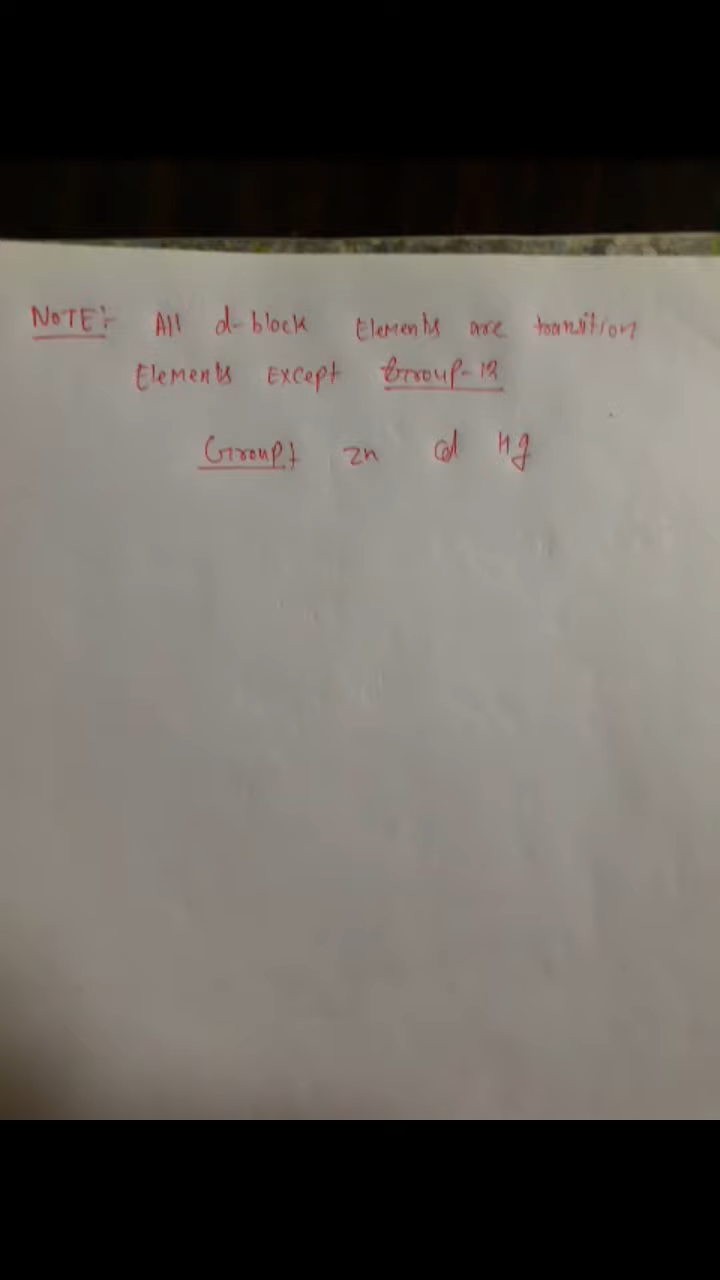 NOTE:- All d-block Elements are transition
Elements Except Group-12
Group:- Zn Cd Hg